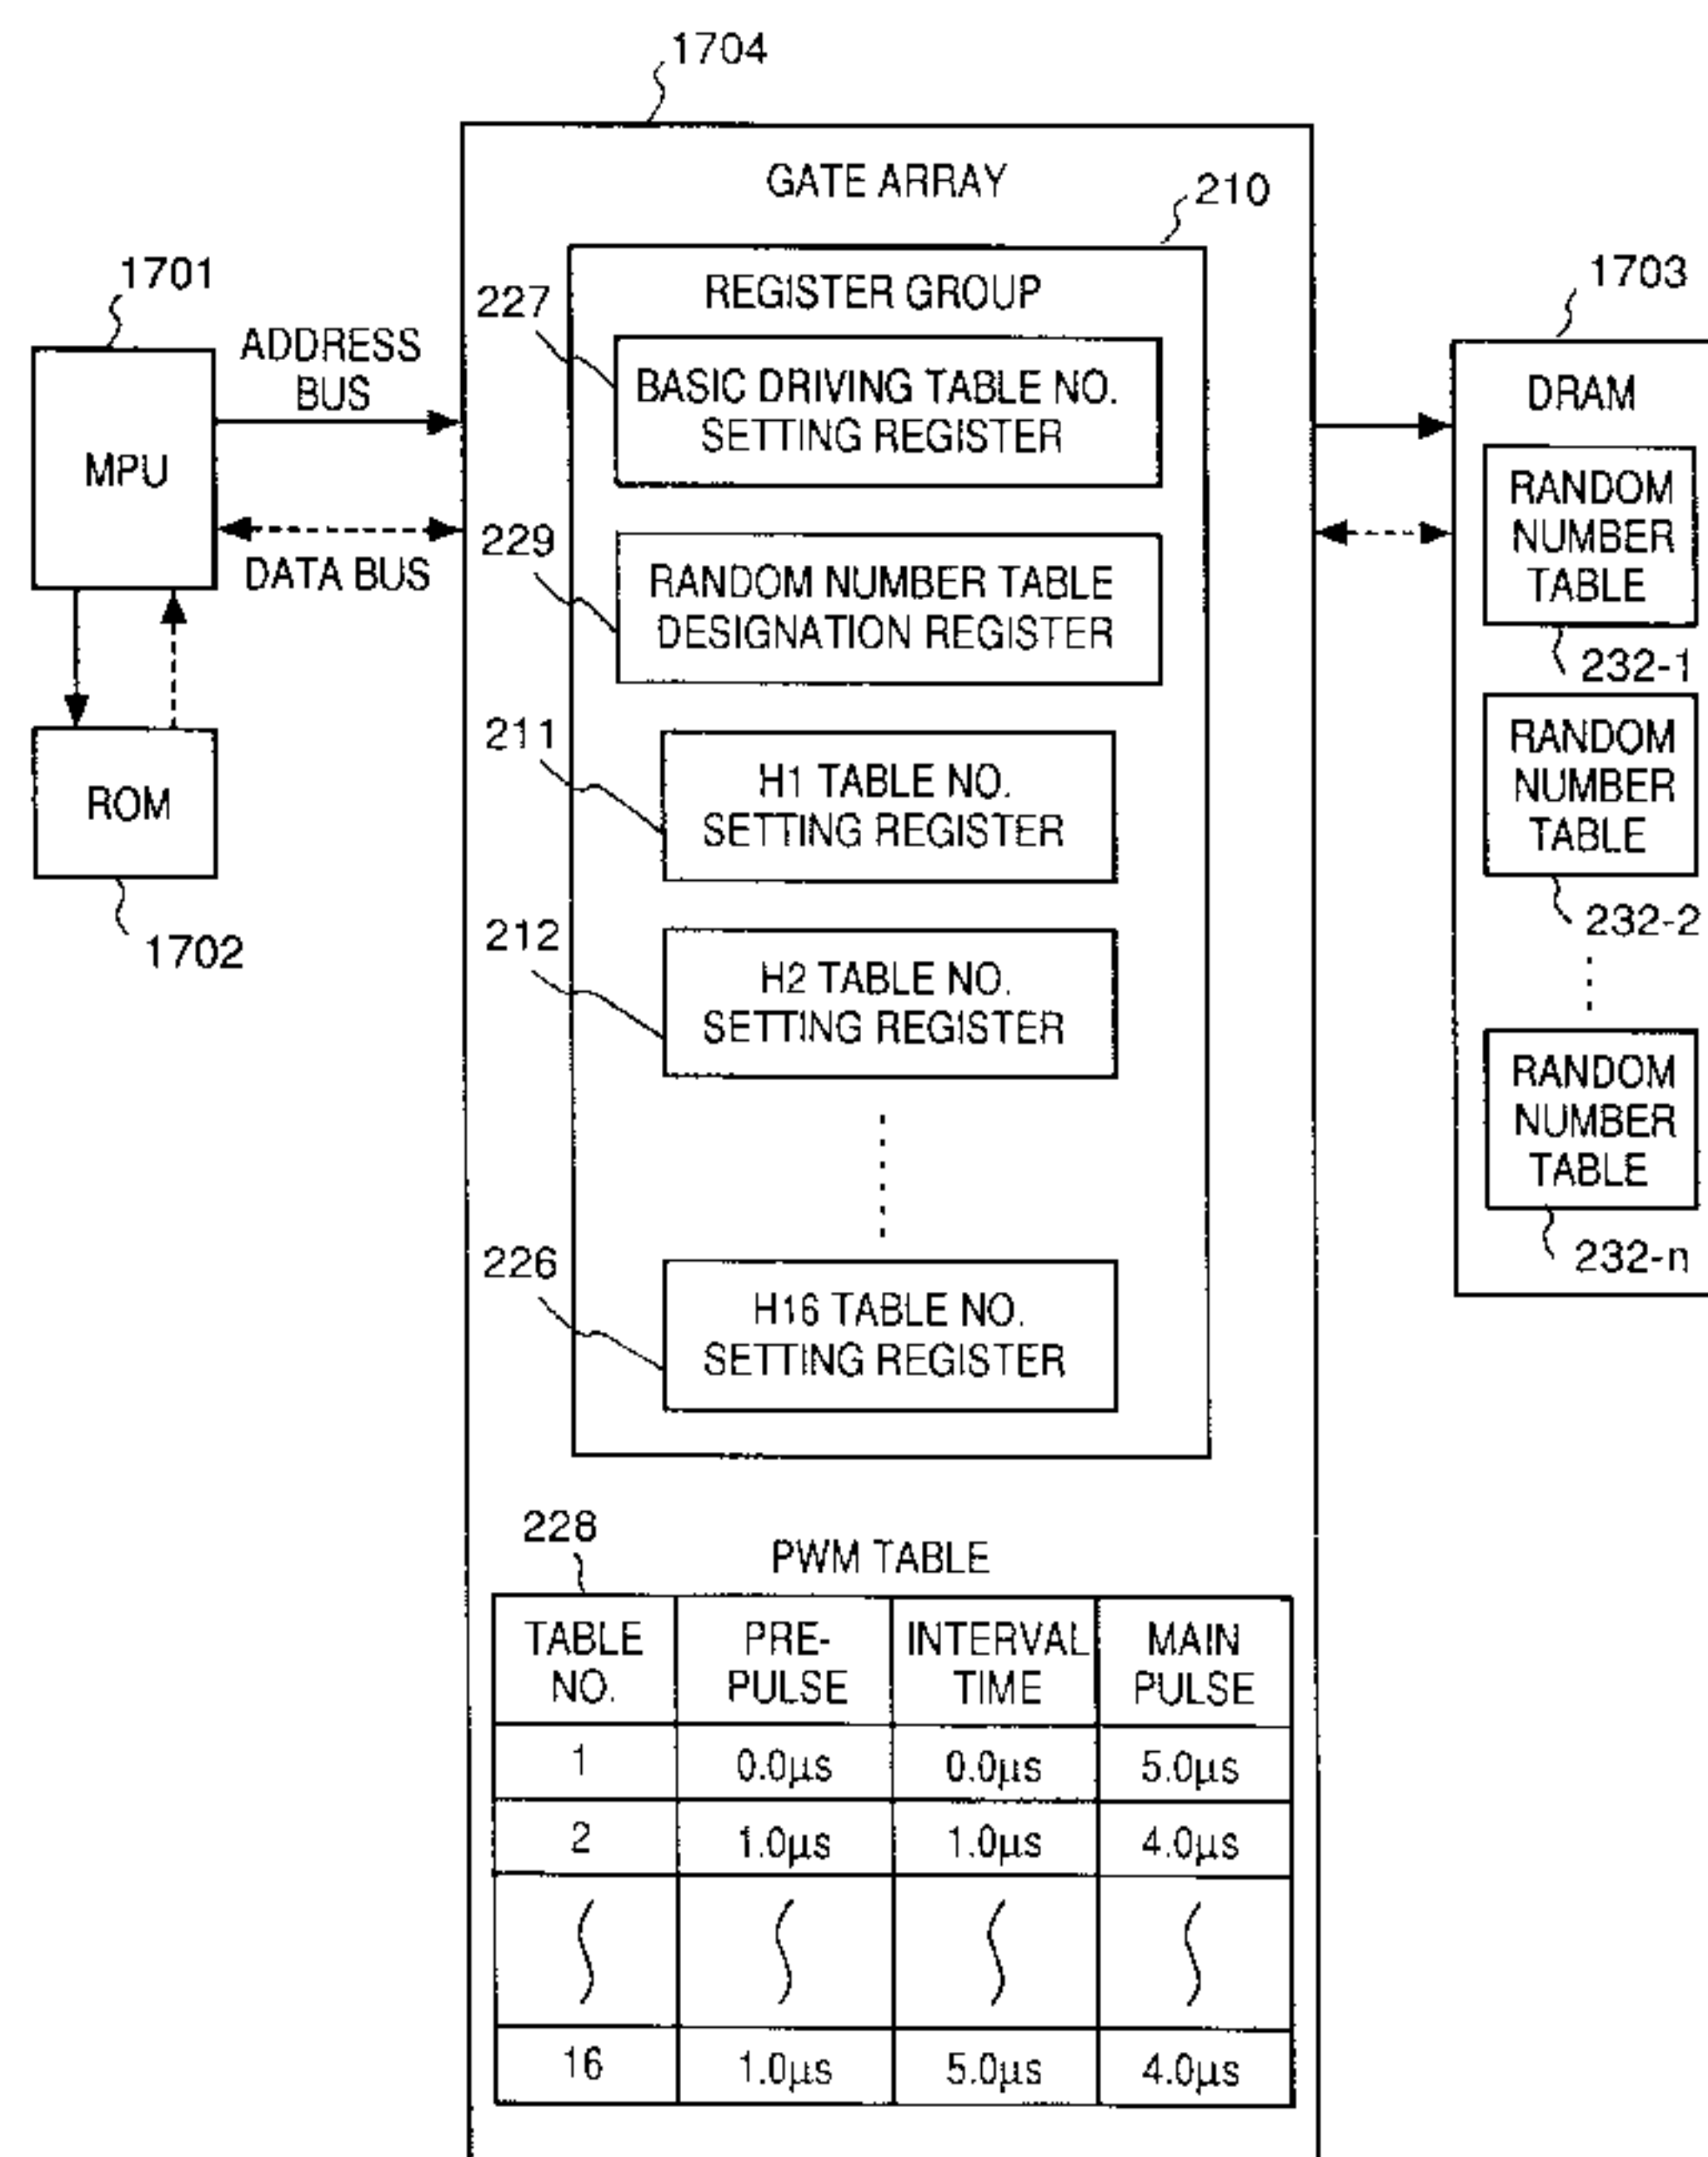 1704
GATE ARRAY
210
REGISTER GROUP
227
BASIC DRIVING TABLE NO.
SETTING REGISTER
229
RANDOM NUMBER TABLE
DESIGNATION REGISTER
211
H1 TABLE NO.
SETTING REGISTER
212
H2 TABLE NO.
SETTING REGISTER
226
H16 TABLE NO.
SETTING REGISTER
1701
MPU
ADDRESS
BUS
DATA BUS
ROM
1702
1703
DRAM
RANDOM
NUMBER
TABLE
232-1
RANDOM
NUMBER
TABLE
232-2
RANDOM
NUMBER
TABLE
232-n
228
PWM TABLE
TABLE NO. PRE-PULSE INTERVAL TIME MAIN PULSE
1 0.0µs 0.0µs 5.0µs
2 1.0µs 1.0µs 4.0µs
16 1.0µs 5.0µs 4.0µs